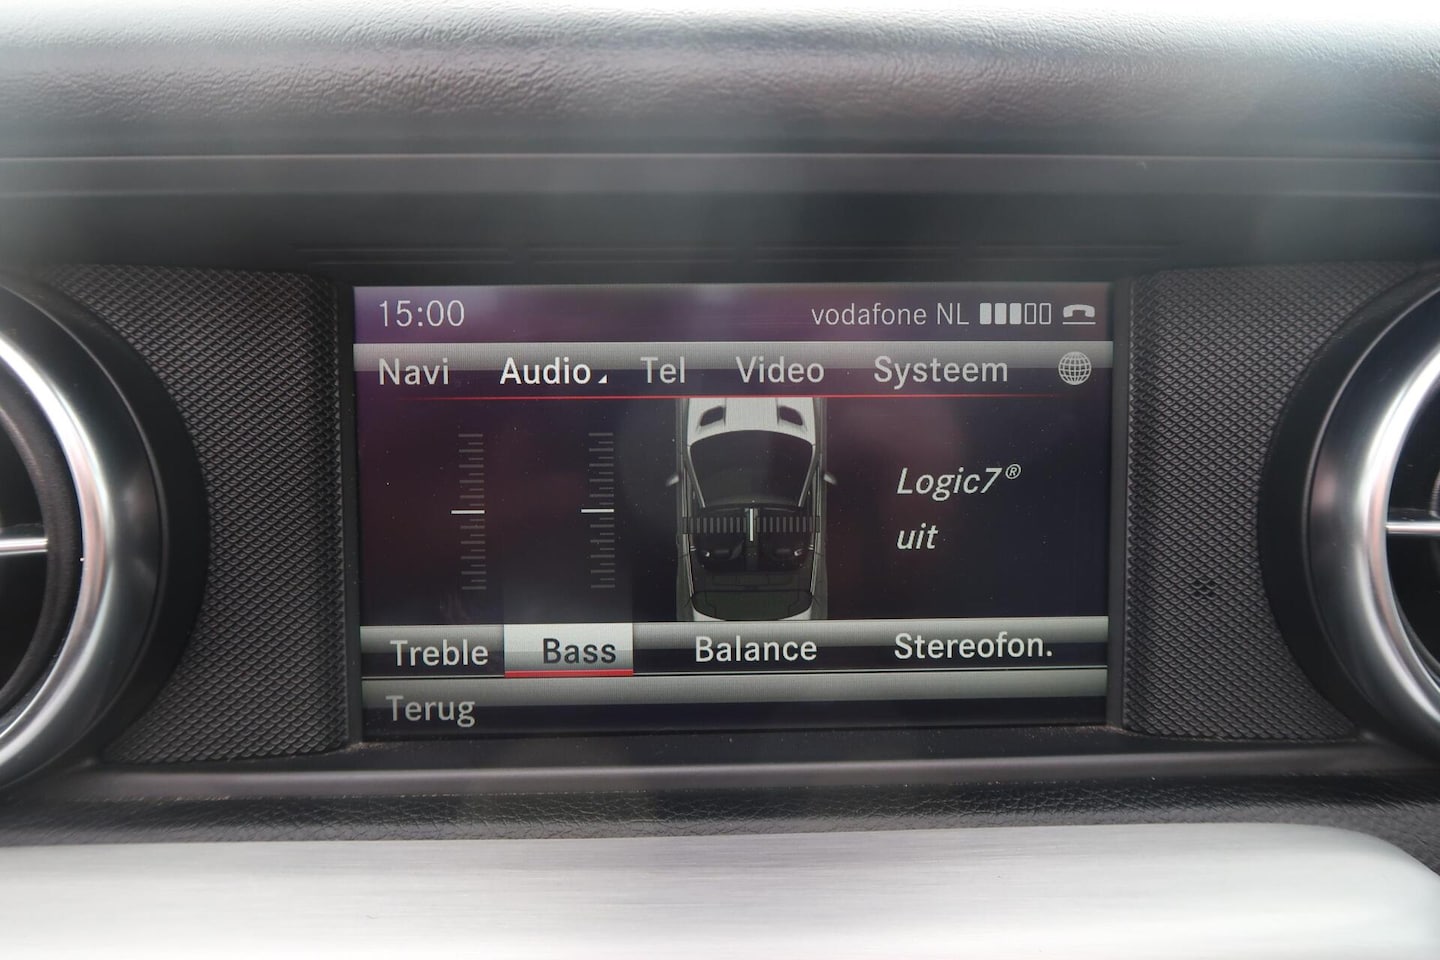 15:00 vodafone NL
Navi Audio Tel Video Systeem
Logic7®
uit
Treble Bass Balance Stereofon.
Terug